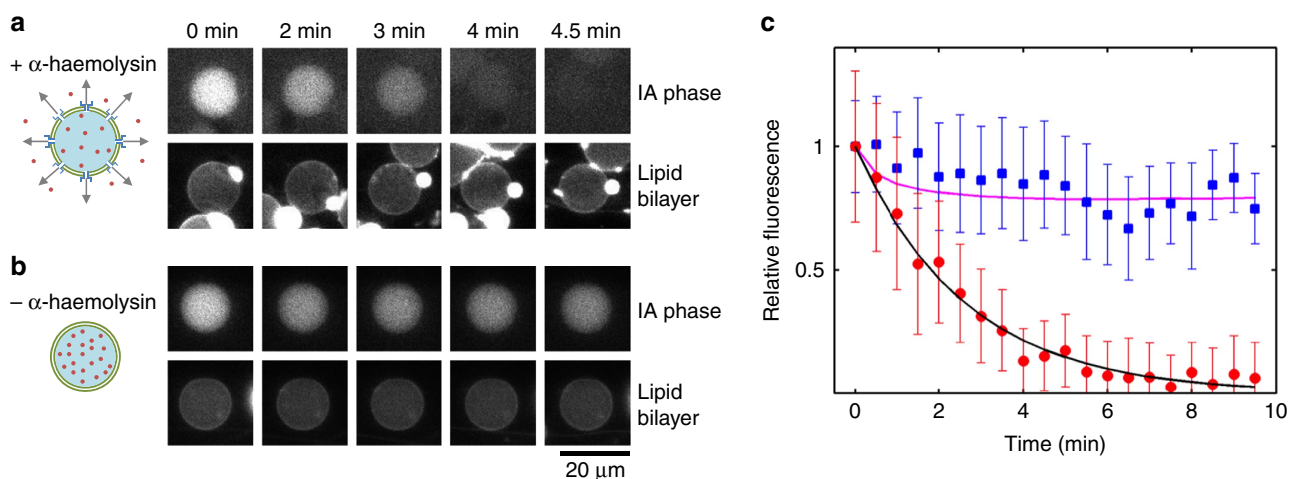 a
0 min 2 min 3 min 4 min 4.5 min
+ α-haemolysin
IA phase
Lipid
bilayer
b
– α-haemolysin
IA phase
Lipid
bilayer
20 μm
c
Relative fluorescence
1
0.5
0 2 4 6 8 10
Time (min)